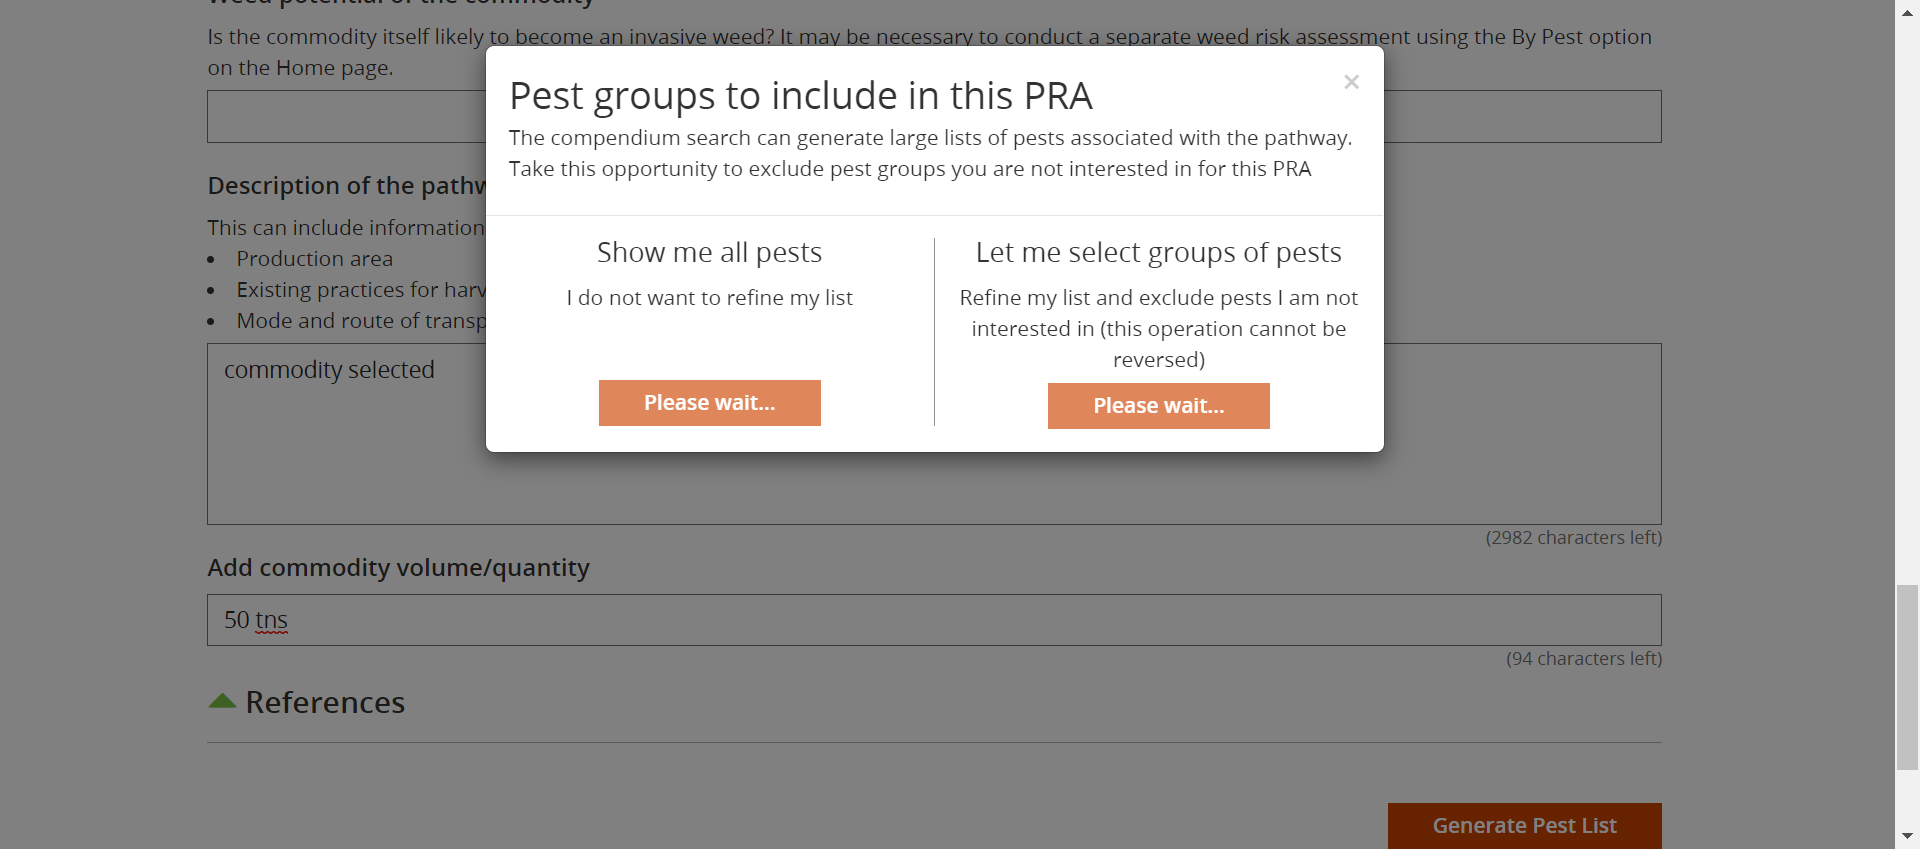 Weed potential of the commodity
Is the commodity itself likely to become an invasive weed? It may be necessary to conduct a separate weed risk assessment using the By Pest option
on the Home page.
Pest groups to include in this PRA
×
The compendium search can generate large lists of pests associated with the pathway.
Take this opportunity to exclude pest groups you are not interested in for this PRA
Show me all pests
I do not want to refine my list
Please wait...
Let me select groups of pests
Refine my list and exclude pests I am not
interested in (this operation cannot be
reversed)
Please wait...
Description of the pathw
This can include information
• Production area
• Existing practices for harv
• Mode and route of transp
commodity selected
(2982 characters left)
Add commodity volume/quantity
50 tns
(94 characters left)
References
Generate Pest List